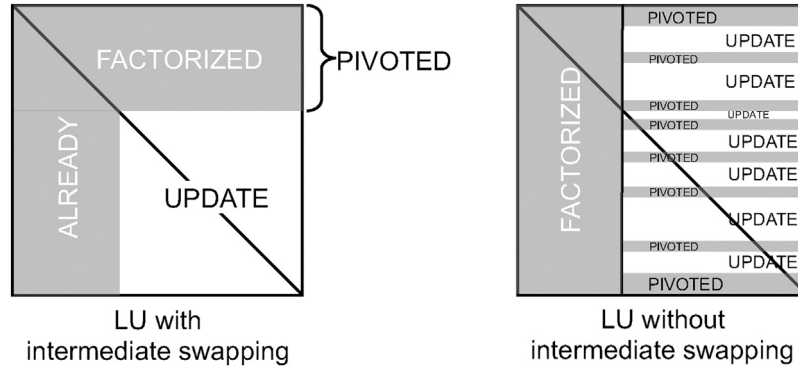 FACTORIZED
PIVOTED
ALREADY
UPDATE
LU with
intermediate swapping
FACTORIZED
PIVOTED
UPDATE
PIVOTED
UPDATE
PIVOTED
UPDATE
PIVOTED
UPDATE
PIVOTED
UPDATE
PIVOTED
UPDATE
PIVOTED
UPDATE
PIVOTED
LU without
intermediate swapping